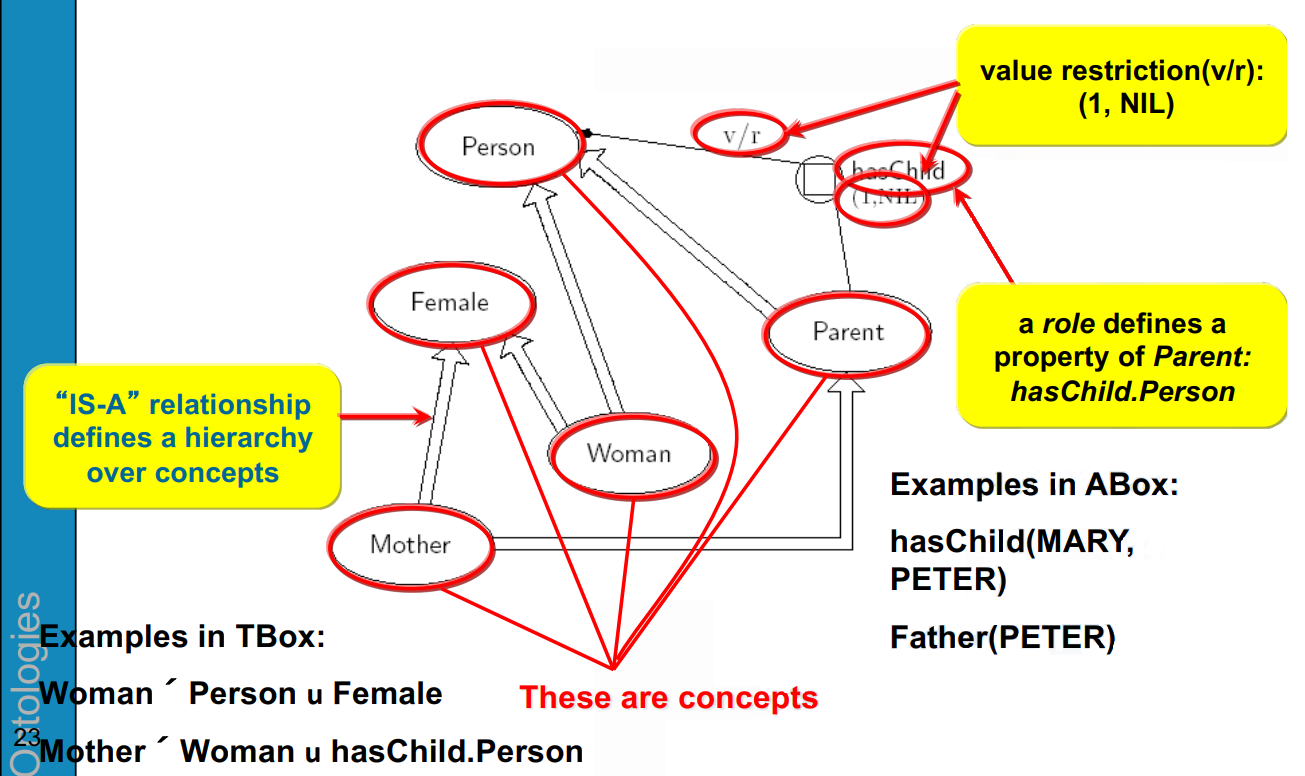 value restriction(v/r):
(1, NIL)
v/r
Person
hasChild
(1,NIL)
Female
Parent
a role defines a
property of Parent:
hasChild.Person
“IS-A” relationship
defines a hierarchy
over concepts
Woman
Mother
Examples in ABox:
hasChild(MARY,
PETER)
Father(PETER)
Examples in TBox:
Woman ´ Person u Female
Mother ´ Woman u hasChild.Person
These are concepts
Ontologies
23